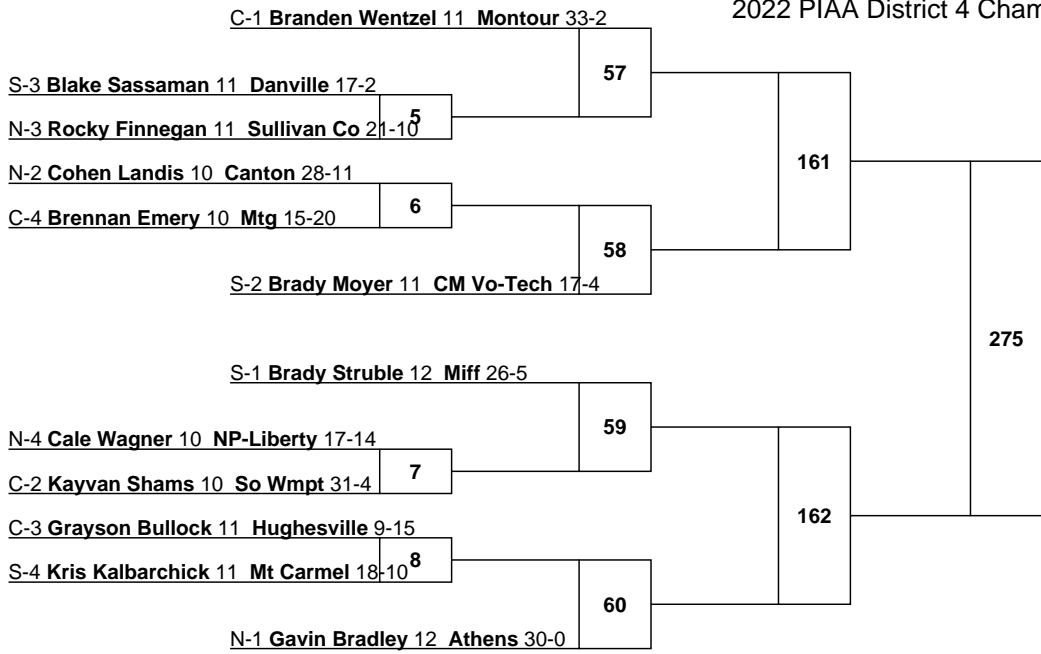 2022 PIAA District 4 Cham
C-1 Branden Wentzel 11 Montour 33-2
57
S-3 Blake Sassaman 11 Danville 17-2
5
N-3 Rocky Finnegan 11 Sullivan Co 21-10
161
N-2 Cohen Landis 10 Canton 28-11
6
C-4 Brennan Emery 10 Mtg 15-20
58
S-2 Brady Moyer 11 CM Vo-Tech 17-4
275
S-1 Brady Struble 12 Miff 26-5
59
N-4 Cale Wagner 10 NP-Liberty 17-14
7
C-2 Kayvan Shams 10 So Wmpt 31-4
162
C-3 Grayson Bullock 11 Hughesville 9-15
8
S-4 Kris Kalbarchick 11 Mt Carmel 18-10
60
N-1 Gavin Bradley 12 Athens 30-0